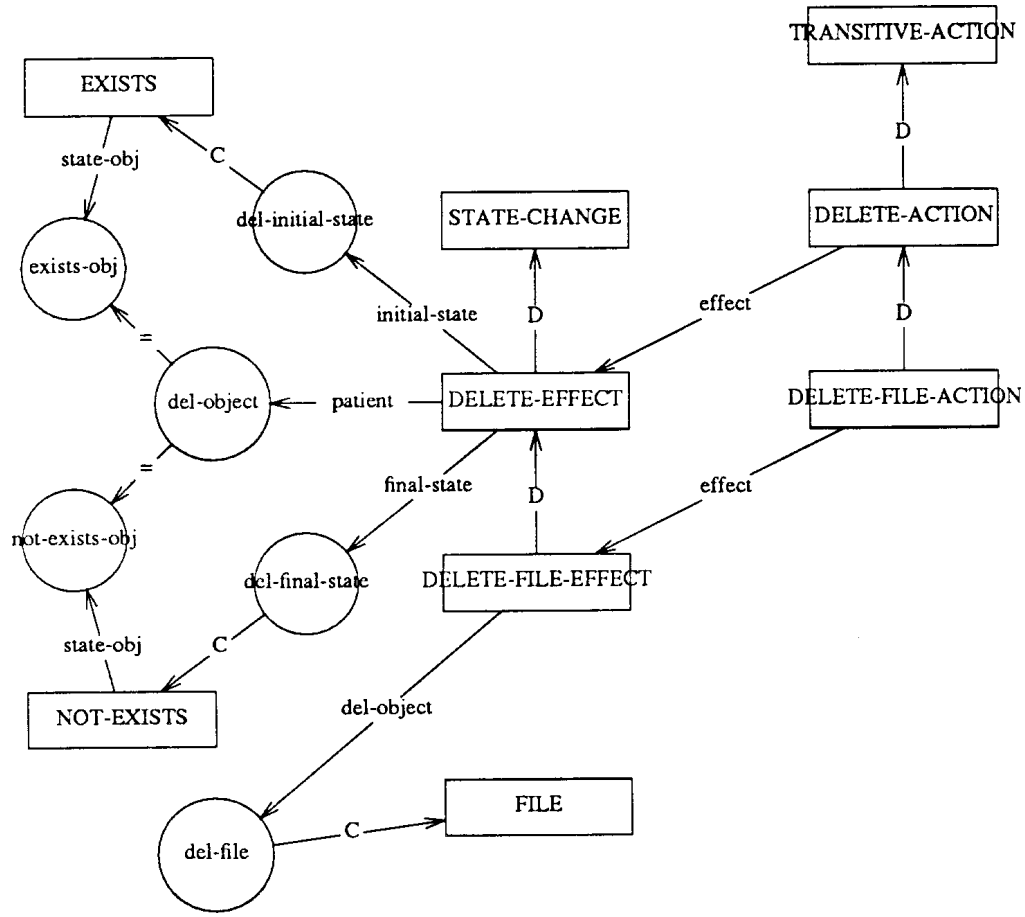 TRANSITIVE-ACTION
EXISTS
D
state-obj
C
del-initial-state
STATE-CHANGE
DELETE-ACTION
exists-obj
initial-state
D
effect
D
=
del-object
patient
DELETE-EFFECT
DELETE-FILE-ACTION
=
final-state
D
effect
not-exists-obj
del-final-state
DELETE-FILE-EFFECT
state-obj
C
NOT-EXISTS
del-object
FILE
C
del-file